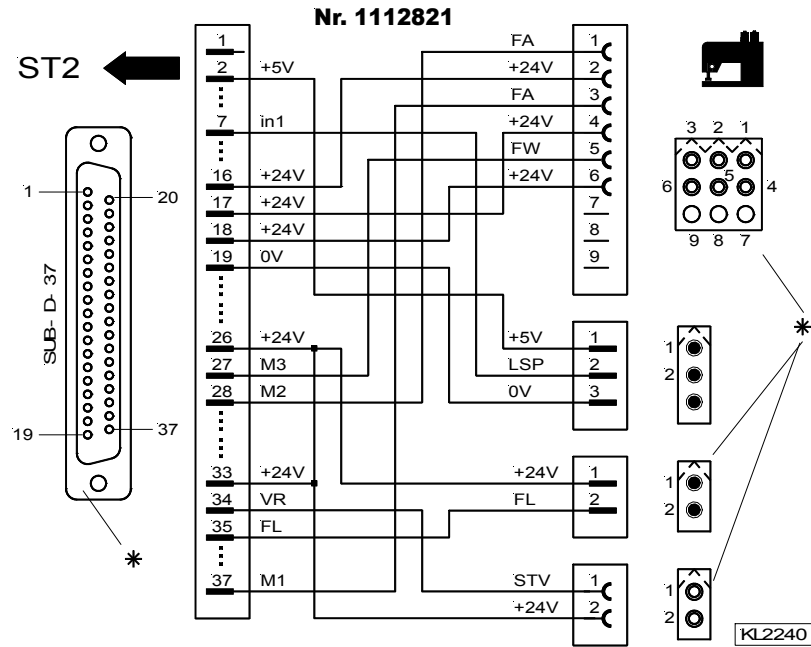 Nr. 1112821
ST2
1
2 +5V
7 in1
16 +24V
17 +24V
18 +24V
19 0V
26 +24V
27 M3
28 M2
33 +24V
34 VR
35 FL
37 M1
FA 1
+24V 2
FA 3
+24V 4
FW 5
+24V 6
7
8
9
+5V 1
LSP 2
0V 3
+24V 1
FL 2
STV 1
+24V 2
1 20
SUB-D-37
19 37
*
3 2 1
6 5 4
9 8 7
*
1
2
1
2
1
2
KL2240